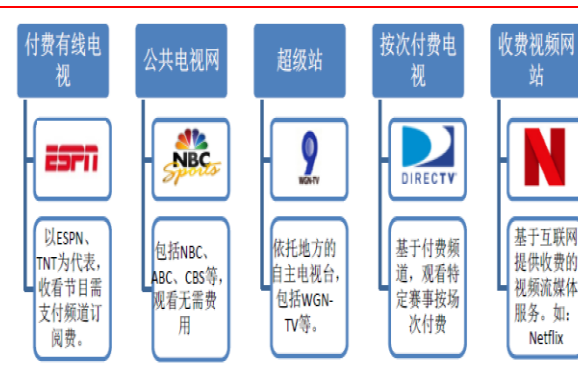 付费有线电
视
公共电视网
超级站
按次付费电
视
收费视频网
站
ESPN
NBC
Sports
9
WGN-TV
DIRECTV
N
以ESPN、
TNT为代表，
收看节目需
支付频道订
阅费。
包括NBC、
ABC、CBS等，
观看无需费
用
依托地方的
自主电视台，
包括WGN-
TV等。
基于付费频
道，观看特
定赛事按场
次付费
基于互联网
提供收费的
视频流媒体
服务。如：
Netflix